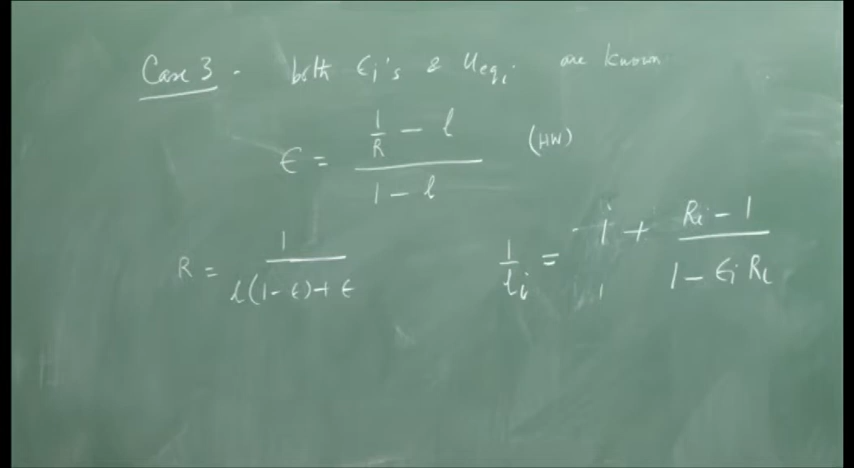 Case 3 - both ϵi's & ueqi are known
ϵ = (1/R - l) / (1 - l) (HW)
R = 1 / (l(1 - ϵ) + ϵ)
1/li = 1 + (Ri - 1) / (1 - ϵi Ri)